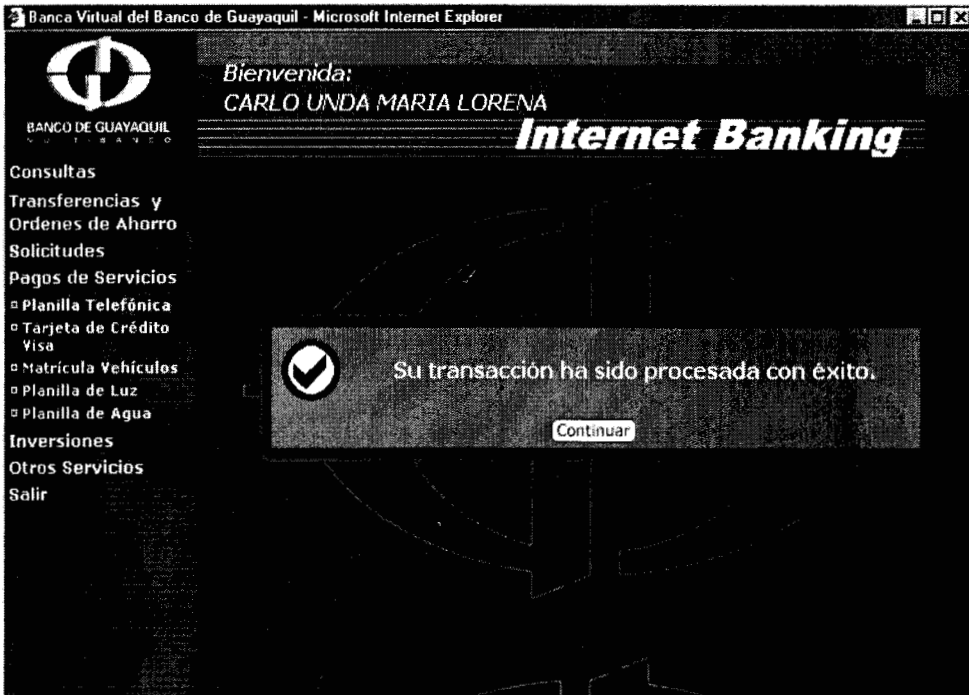 Banca Virtual del Banco de Guayaquil - Microsoft Internet Explorer
BANCO DE GUAYAQUIL
Bienvenida:
CARLO UNDA MARIA LORENA
Internet Banking
Consultas
Transferencias y
Ordenes de Ahorro
Solicitudes
Pagos de Servicios
Planilla Telefónica
Tarjeta de Crédito
Visa
Matrícula Vehículos
Planilla de Luz
Planilla de Agua
Inversiones
Otros Servicios
Salir
Su transacción ha sido procesada con éxito.
Continuar